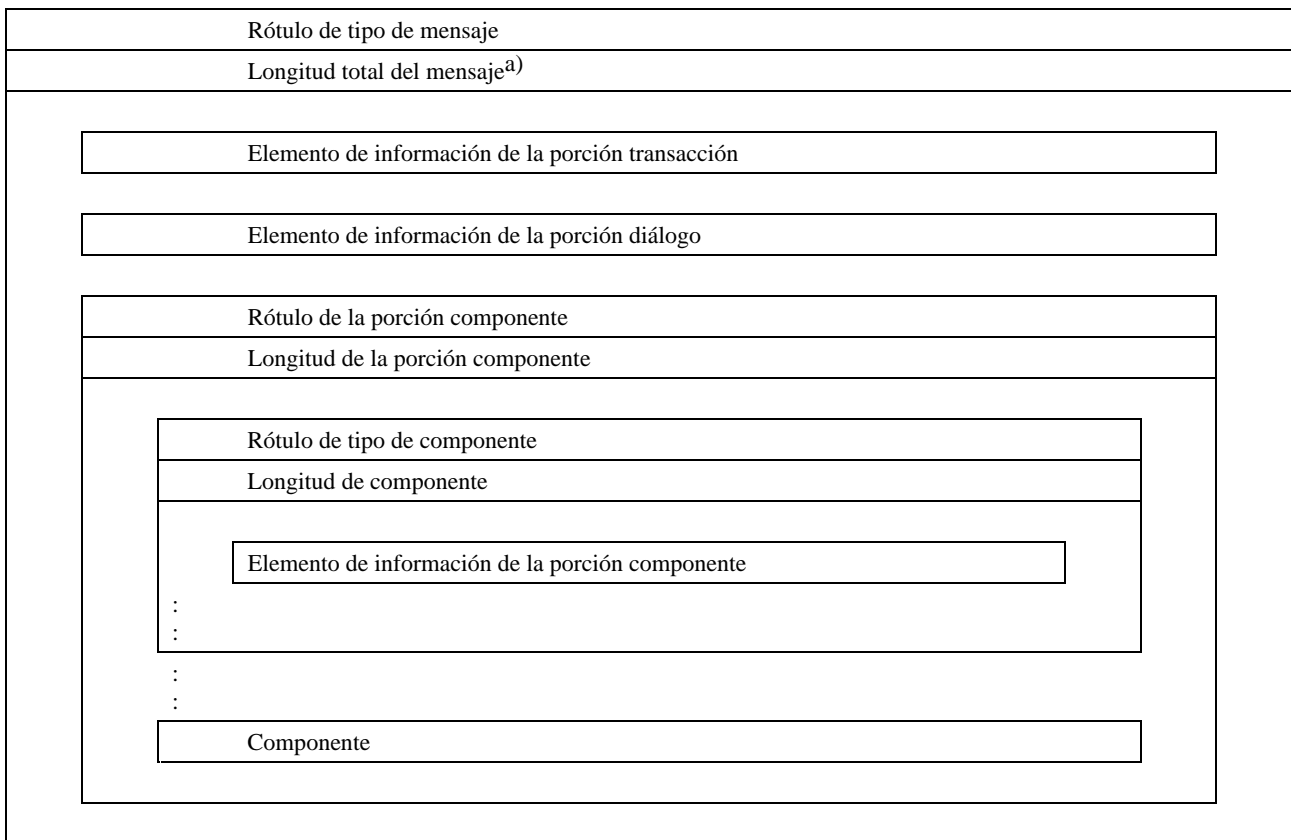 Rótulo de tipo de mensaje
Longitud total del mensajea)
Elemento de información de la porción transacción
Elemento de información de la porción diálogo
Rótulo de la porción componente
Longitud de la porción componente
Rótulo de tipo de componente
Longitud de componente
Elemento de información de la porción componente
:
:
:
:
Componente